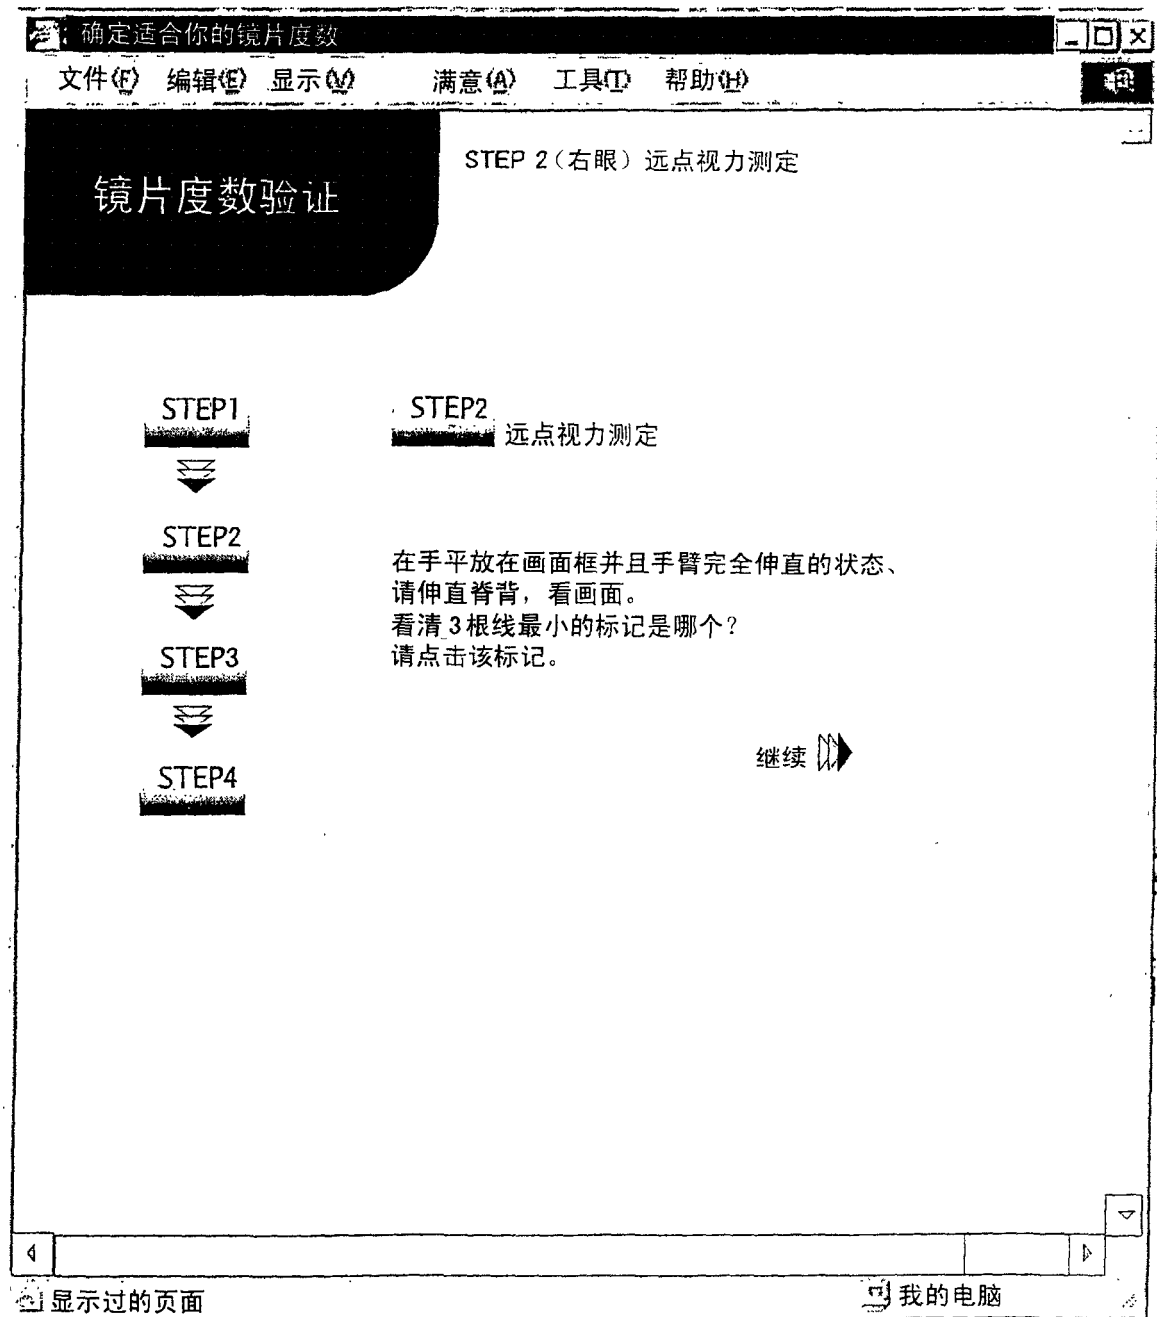 确定适合你的镜片度数
文件(F) 编辑(E) 显示(V) 满意(A) 工具(T) 帮助(H)
镜片度数验证
STEP 2(右眼)远点视力测定
STEP1
STEP2
STEP3
STEP4
STEP2
远点视力测定
在手平放在画面框并且手臂完全伸直的状态、
请伸直脊背，看画面。
看清3根线最小的标记是哪个？
请点击该标记。
继续
显示过的页面
我的电脑